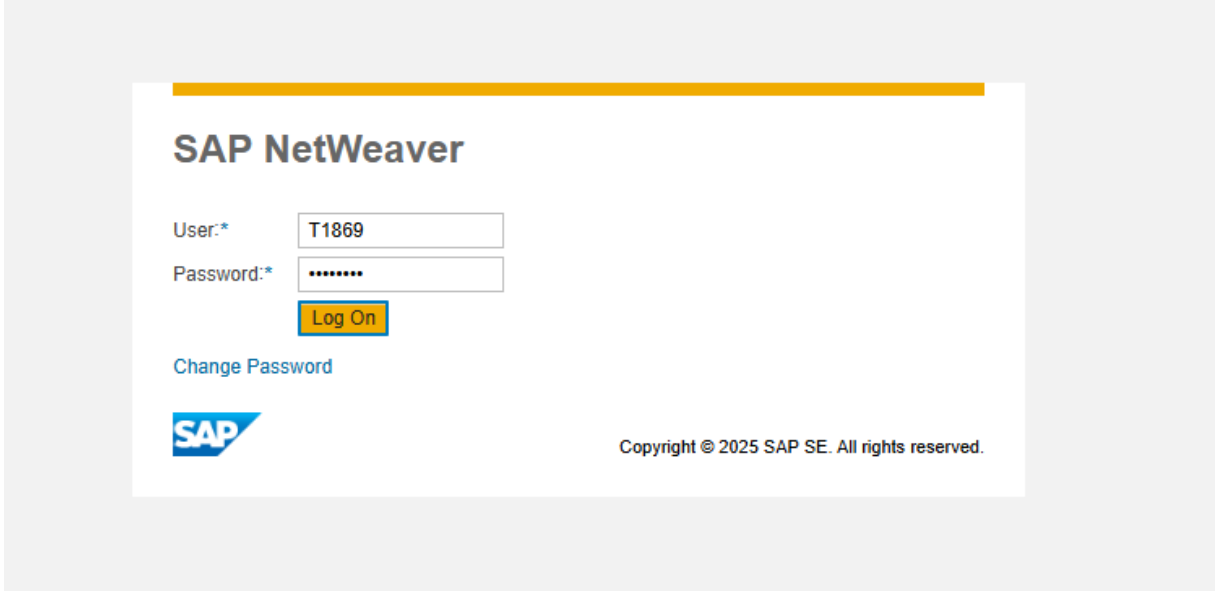 SAP NetWeaver
User:* T1869
Password:* ••••••••
Log On
Change Password
SAP
Copyright © 2025 SAP SE. All rights reserved.